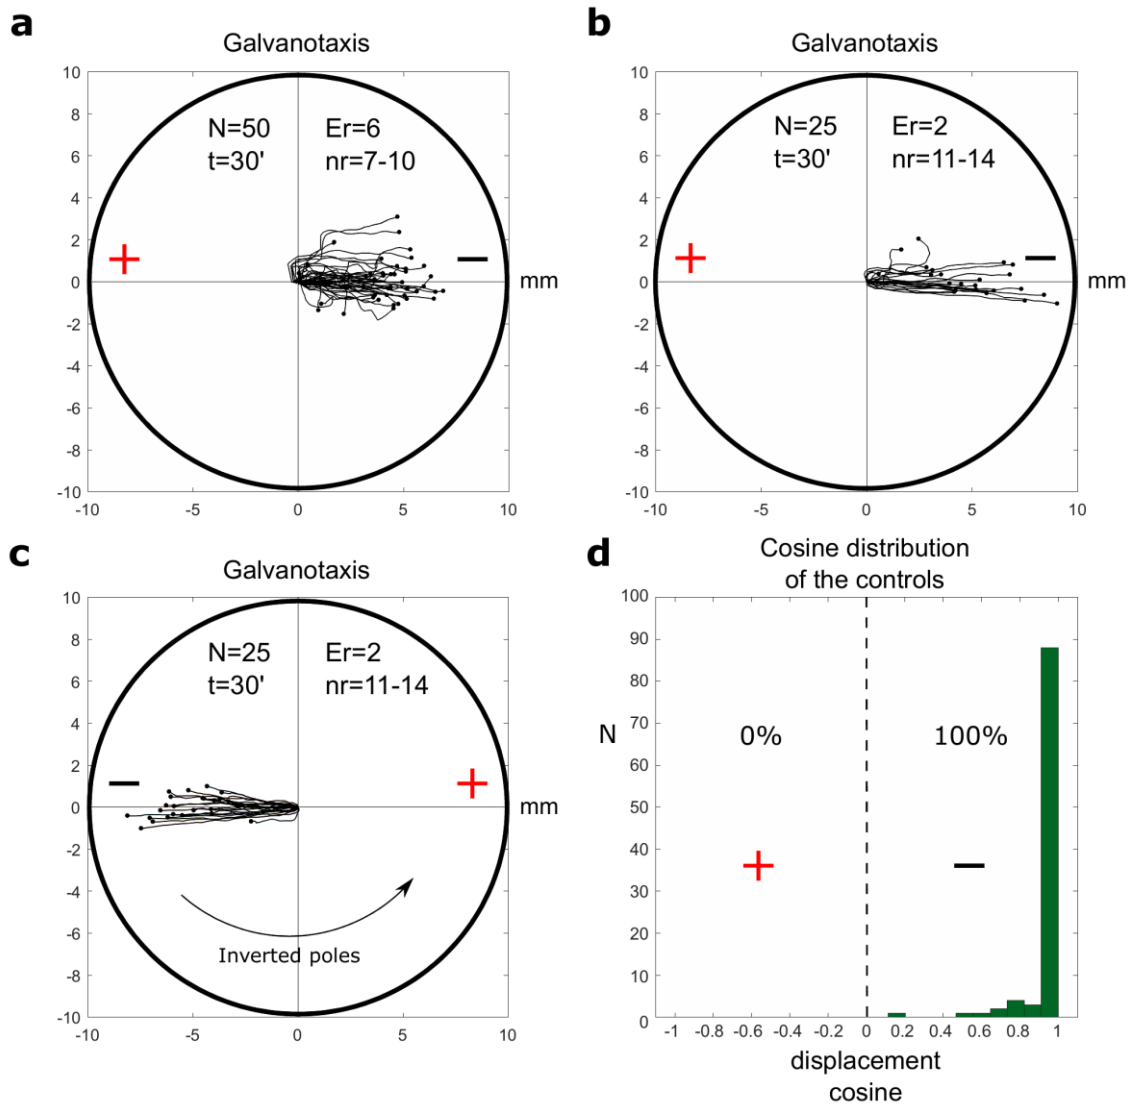 a
Galvanotaxis
10
8
6
4
2
0
-2
-4
-6
-8
-10
-10
-5
0
5
10
N=50
t=30'
Er=6
nr=7-10
+
−
mm
b
Galvanotaxis
10
8
6
4
2
0
-2
-4
-6
-8
-10
-10
-5
0
5
10
N=25
t=30'
Er=2
nr=11-14
+
−
mm
c
Galvanotaxis
10
8
6
4
2
0
-2
-4
-6
-8
-10
-10
-5
0
5
10
N=25
t=30'
Er=2
nr=11-14
−
+
mm
Inverted poles
d
Cosine distribution
of the controls
100
90
80
70
60
50
40
30
20
10
0
N
0%
100%
+
−
-1
-0.8
-0.6
-0.4
-0.2
0
0.2
0.4
0.6
0.8
1
displacement
cosine